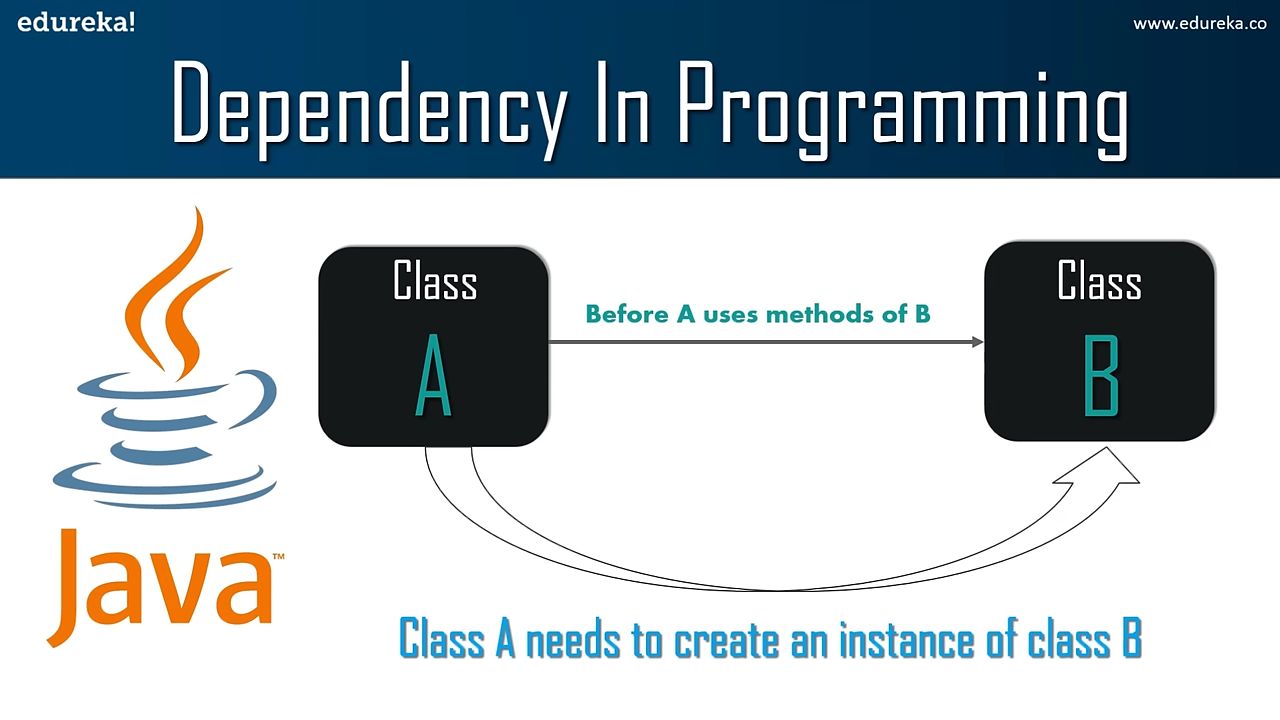 edureka!
www.edureka.co
Dependency In Programming
Class
A
Before A uses methods of B
Class
B
Java™
Class A needs to create an instance of class B